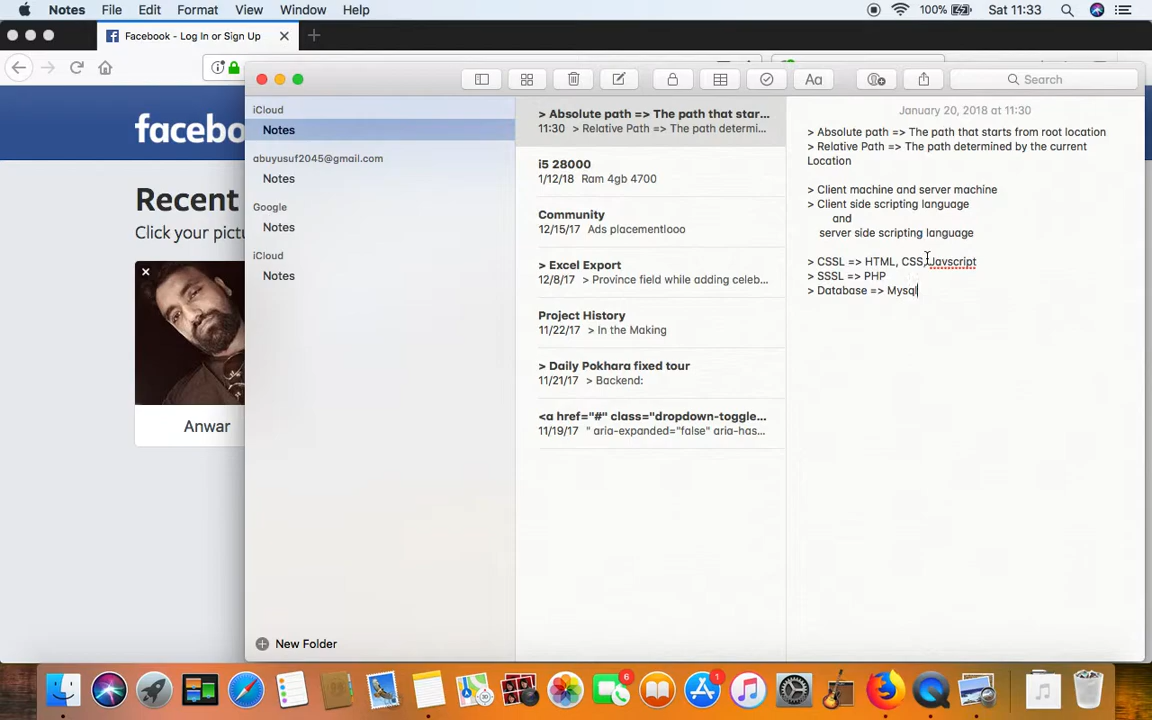 Notes File Edit Format View Window Help 100% Sat 11:33
Facebook - Log In or Sign Up
Search
facebo
Recent
Click your pictu
Anwar
iCloud
Notes
abuyusuf2045@gmail.com
Notes
Google
Notes
iCloud
Notes
New Folder
> Absolute path => The path that star...
11:30 > Relative Path => The path determi...
i5 28000
1/12/18 Ram 4gb 4700
Community
12/15/17 Ads placementlooo
> Excel Export
12/8/17 > Province field while adding celeb...
Project History
11/22/17 > In the Making
> Daily Pokhara fixed tour
11/21/17 > Backend:
<a href="#" class="dropdown-toggle...
11/19/17 " aria-expanded="false" aria-has...
January 20, 2018 at 11:30
> Absolute path => The path that starts from root location
> Relative Path => The path determined by the current
Location
> Client machine and server machine
> Client side scripting language
and
server side scripting language
> CSSL => HTML, CSS, Javscript
> SSSL => PHP
> Database => Mysql
Aa
6
1
30